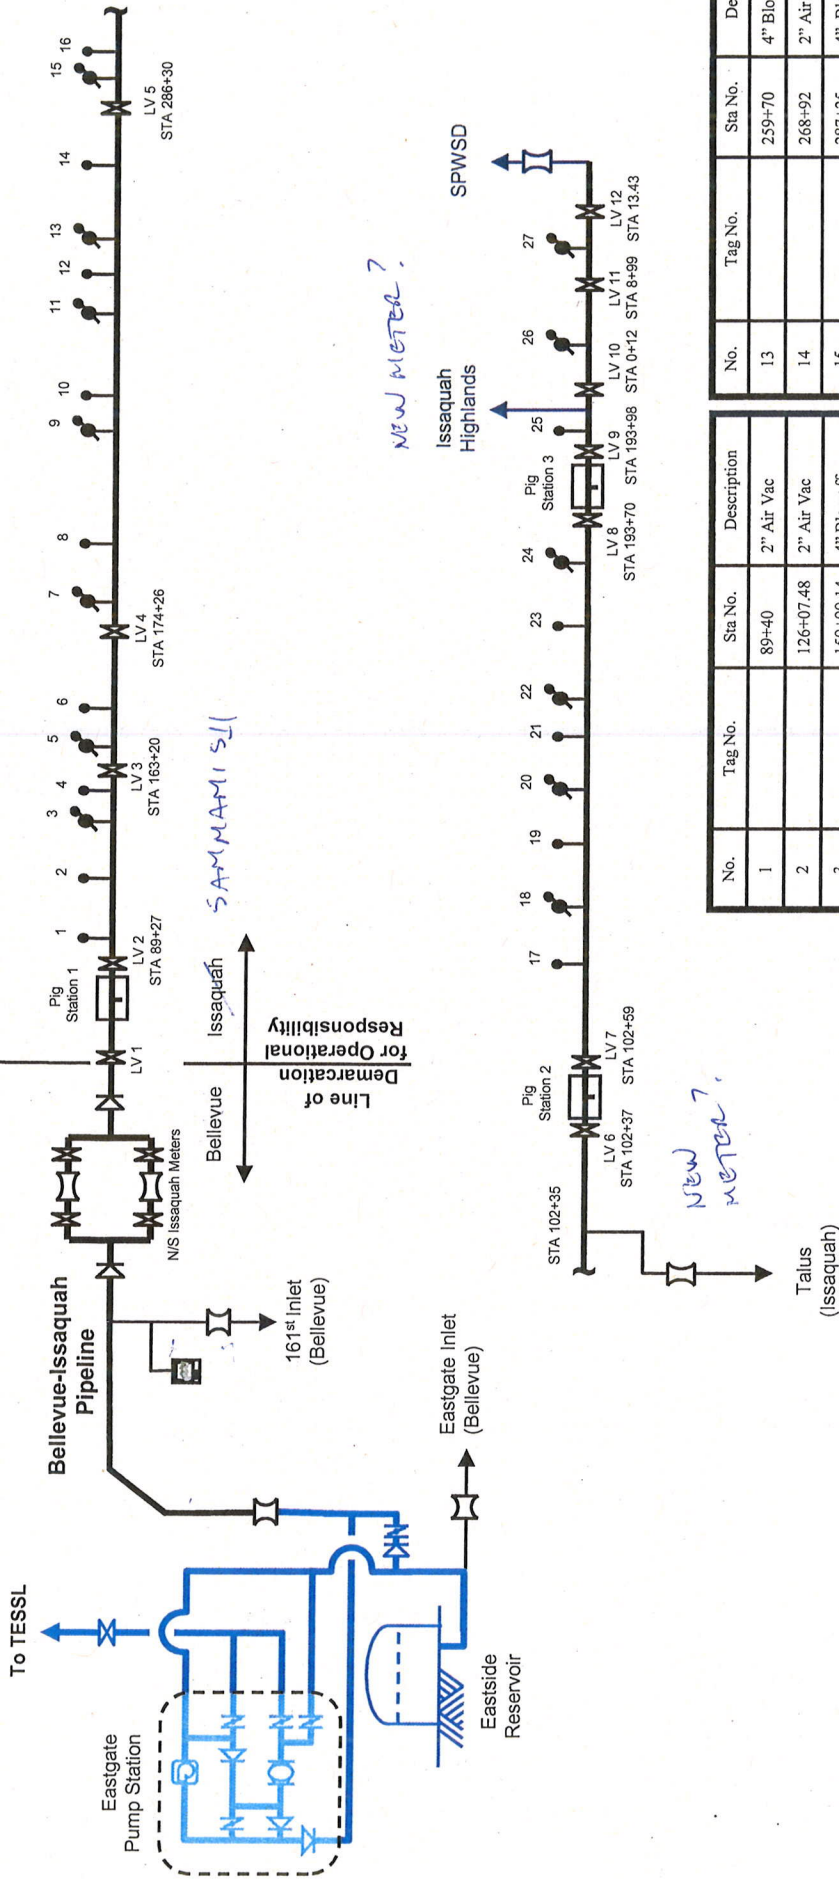 To TESSL
Eastgate
Pump Station
Eastside
Reservoir
Eastgate Inlet
(Bellevue)
161st Inlet
(Bellevue)
Bellevue-Issaquah
Pipeline
N/S Issaquah Meters
LV 1
Bellevue
Issaquah
Line of
Demarcation
for Operational
Responsibility
SAMMAMISH
Pig
Station 1
LV 2
STA 89+27
1
2
3
4
LV 3
STA 163+20
5
6
LV 4
STA 174+26
7
8
9
10
11
12
13
14
LV 5
STA 286+30
15
16
Talus
(Issaquah)
NEW
METER?
STA 102+35
LV 6
STA 102+37
Pig
Station 2
LV 7
STA 102+59
17
18
19
20
21
22
23
24
LV 8
STA 193+70
Pig
Station 3
LV 9
STA 193+98
25
Issaquah
Highlands
NEW METER?
LV 10
STA 0+12
26
LV 11
STA 8+99
27
LV 12
STA 13.43
SPWSD
No. Tag No. Sta No. Description
1 89+40 2” Air Vac
2 126+07.48 2” Air Vac
No. Tag No. Sta No.
13 259+70 4”
14 268+92 2” Air